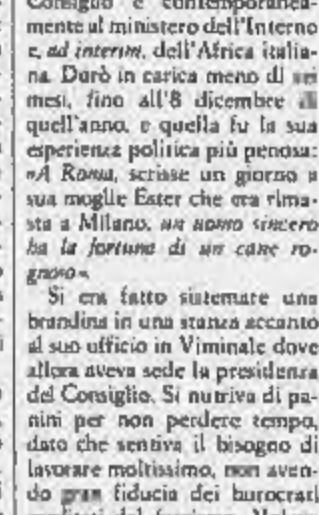 Consiglio e contemporanea-
mente al ministero dell'Interno
e, ad interim, dell'Africa italia-
na. Durò in carica meno di sei
mesi, fino all'8 dicembre di
quell'anno, e quella fu la sua
esperienza politica più penosa:
«A Roma, scrisse un giorno a
sua moglie Ester che era rima-
sta a Milano, un uomo sincero
ha la fortuna di un cane ro-
gnoso».
Si era fatto sistemare una
brandina in una stanza accanto
al suo ufficio in Viminale dove
allora aveva sede la presidenza
del Consiglio. Si nutriva di pa-
nini per non perdere tempo,
dato che sentiva il bisogno di
lavorare moltissimo, non aven-
do gran fiducia dei burocrati